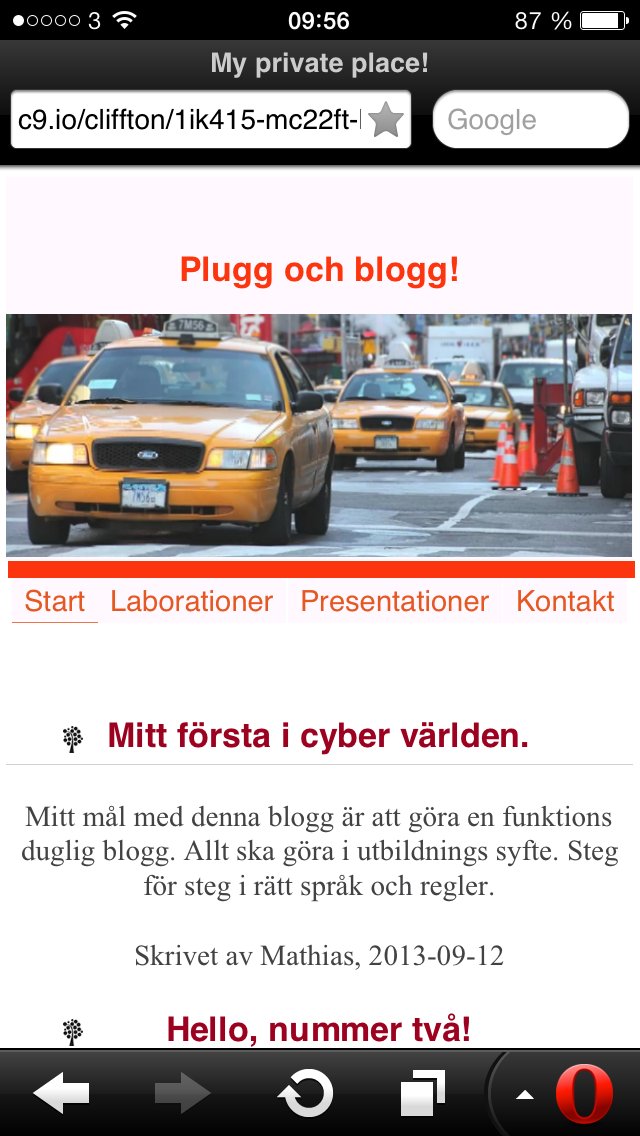 3 09:56 87 %
My private place!
c9.io/cliffton/1ik415-mc22ft- Google
Plugg och blogg!
7M56
Ford
7M56
Start Laborationer Presentationer Kontakt
Mitt första i cyber världen.
Mitt mål med denna blogg är att göra en funktions
duglig blogg. Allt ska göra i utbildnings syfte. Steg
för steg i rätt språk och regler.
Skrivet av Mathias, 2013-09-12
Hello, nummer två!